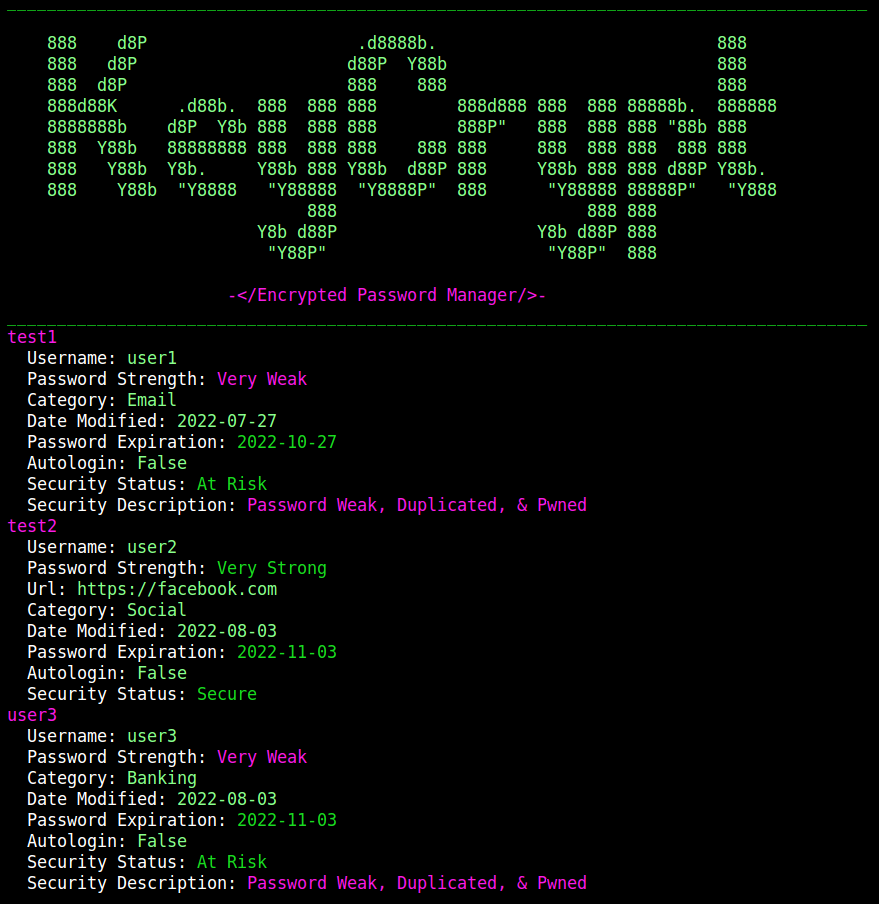 KeyCrypt
-</Encrypted Password Manager/>-
test1
Username: user1
Password Strength: Very Weak
Category: Email
Date Modified: 2022-07-27
Password Expiration: 2022-10-27
Autologin: False
Security Status: At Risk
Security Description: Password Weak, Duplicated, & Pwned
test2
Username: user2
Password Strength: Very Strong
Url: https://facebook.com
Category: Social
Date Modified: 2022-08-03
Password Expiration: 2022-11-03
Autologin: False
Security Status: Secure
user3
Username: user3
Password Strength: Very Weak
Category: Banking
Date Modified: 2022-08-03
Password Expiration: 2022-11-03
Autologin: False
Security Status: At Risk
Security Description: Password Weak, Duplicated, & Pwned